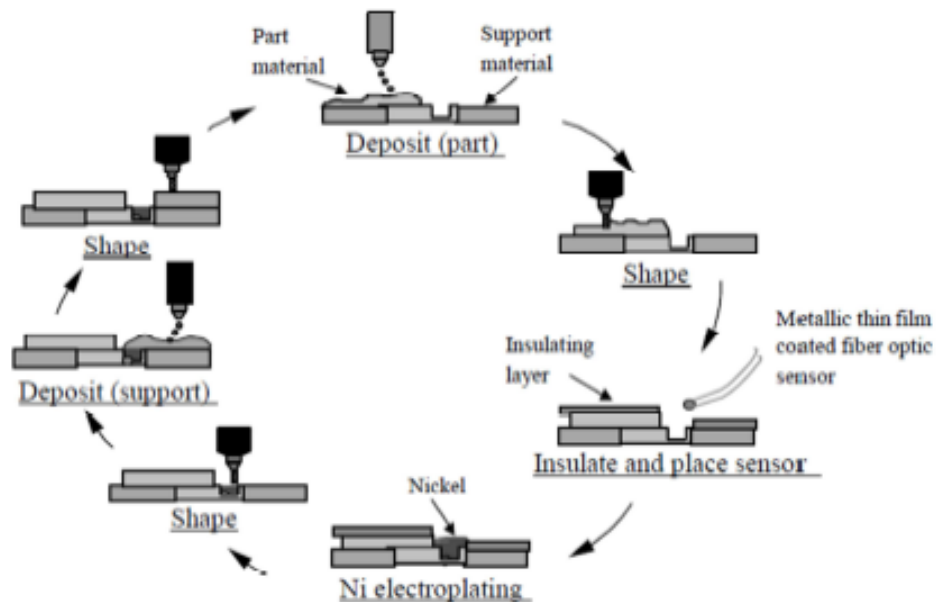 Part
material
Support
material
Deposit (part)
Shape
Metallic thin film
coated fiber optic
sensor
Insulating
layer
Insulate and place sensor
Nickel
Ni electroplating
Shape
Deposit (support)
Shape